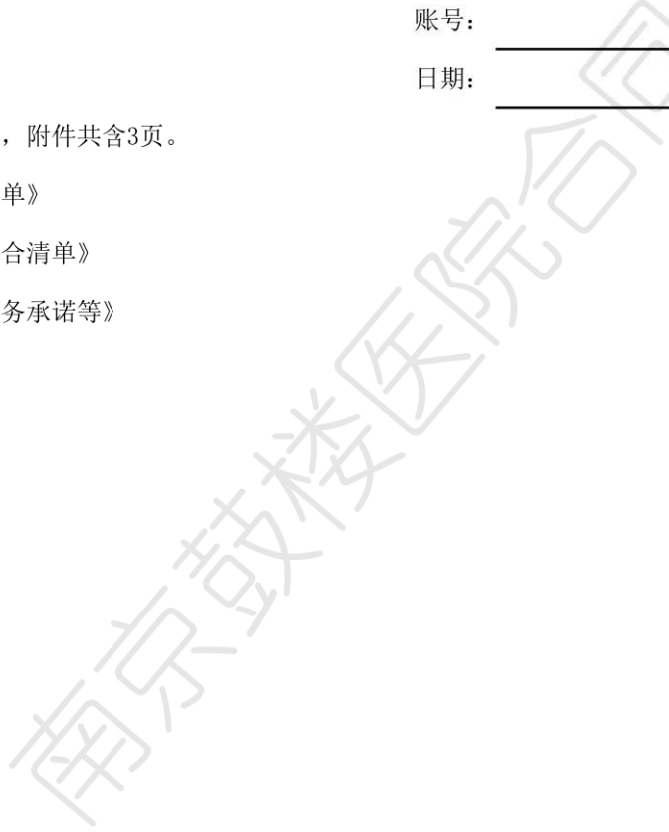 账号：
日期：
，附件共含3页。
单》
合清单》
务承诺等》
南京鼓楼医院合同